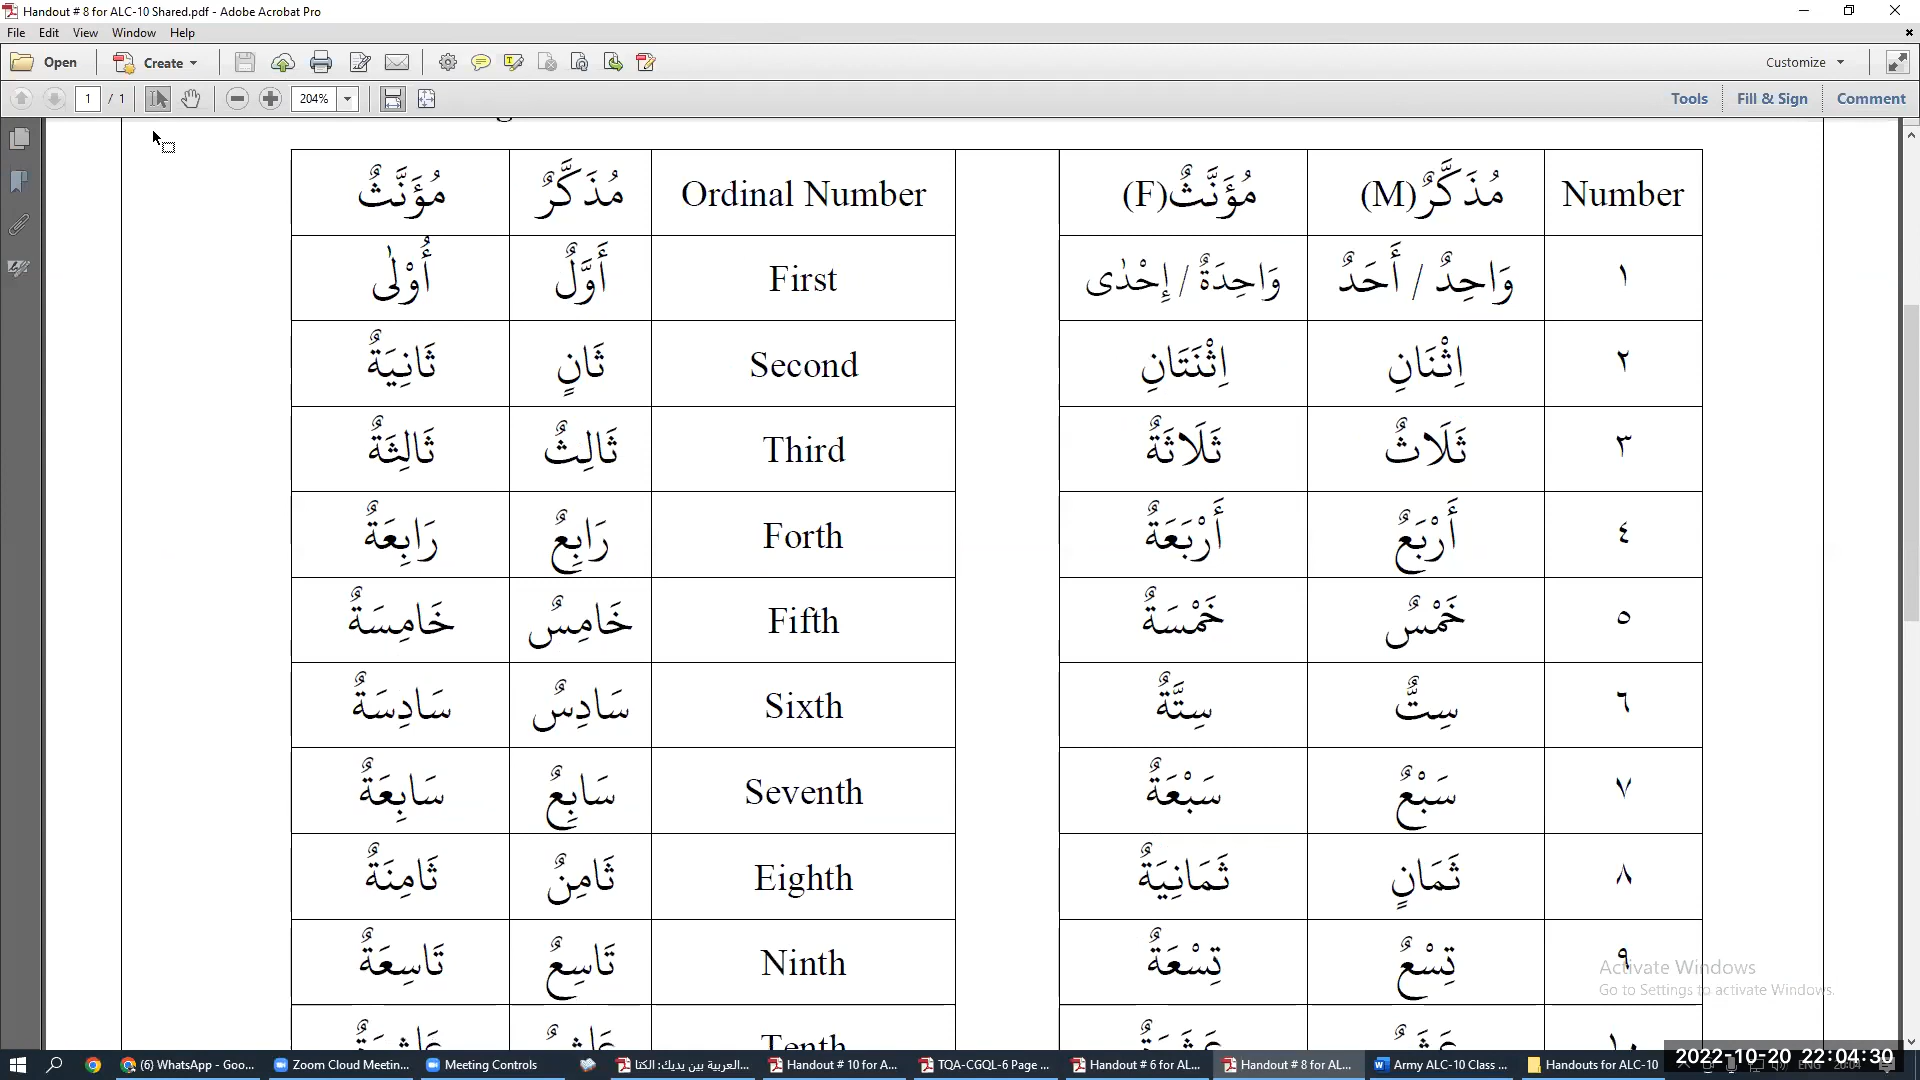 Handout # 8 for ALC-10 Shared.pdf - Adobe Acrobat Pro
File Edit View Window Help
Open Create Customize
1 / 1 204% Tools Fill & Sign Comment
مُؤَنَّثٌ مُذَكَّرٌ Ordinal Number (F)مُؤَنَّثٌ (M)مُذَكَّرٌ Number
أُوْلٰى أَوَّلٌ First وَاحِدَةٌ / إِحْدٰى وَاحِدٌ / أَحَدٌ ١
ثَانِيَةٌ ثَانٍ Second اِثْنَتَانِ اِثْنَانِ ٢
ثَالِثَةٌ ثَالِثٌ Third ثَلَاثَةٌ ثَلَاثٌ ٣
رَابِعَةٌ رَابِعٌ Forth أَرْبَعَةٌ أَرْبَعٌ ٤
خَامِسَةٌ خَامِسٌ Fifth خَمْسَةٌ خَمْسٌ ٥
سَادِسَةٌ سَادِسٌ Sixth سِتَّةٌ سِتٌّ ٦
سَابِعَةٌ سَابِعٌ Seventh سَبْعَةٌ سَبْعٌ ٧
ثَامِنَةٌ ثَامِنٌ Eighth ثَمَانِيَةٌ ثَمَانٍ ٨
تَاسِعَةٌ تَاسِعٌ Ninth تِسْعَةٌ تِسْعٌ ٩
Tenth
Activate Windows
Go to Settings to activate Windows.
(6) WhatsApp - Goo... Zoom Cloud Meetin... Meeting Controls العربية بين يديك: الكتا... Handout # 10 for A... TQA-CGQL-6 Page ... Handout # 6 for AL... Handout # 8 for AL... Army ALC-10 Class ... Handouts for ALC-10
2022-10-20 22:04:30